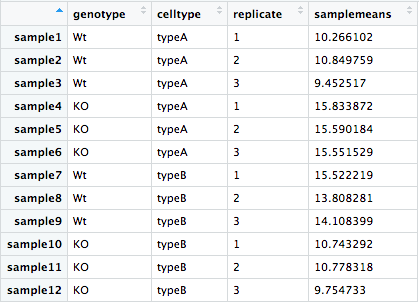 genotype celltype replicate samplemeans
sample1 Wt typeA 1 10.266102
sample2 Wt typeA 2 10.849759
sample3 Wt typeA 3 9.452517
sample4 KO typeA 1 15.833872
sample5 KO typeA 2 15.590184
sample6 KO typeA 3 15.551529
sample7 Wt typeB 1 15.522219
sample8 Wt typeB 2 13.808281
sample9 Wt typeB 3 14.108399
sample10 KO typeB 1 10.743292
sample11 KO typeB 2 10.778318
sample12 KO typeB 3 9.754733